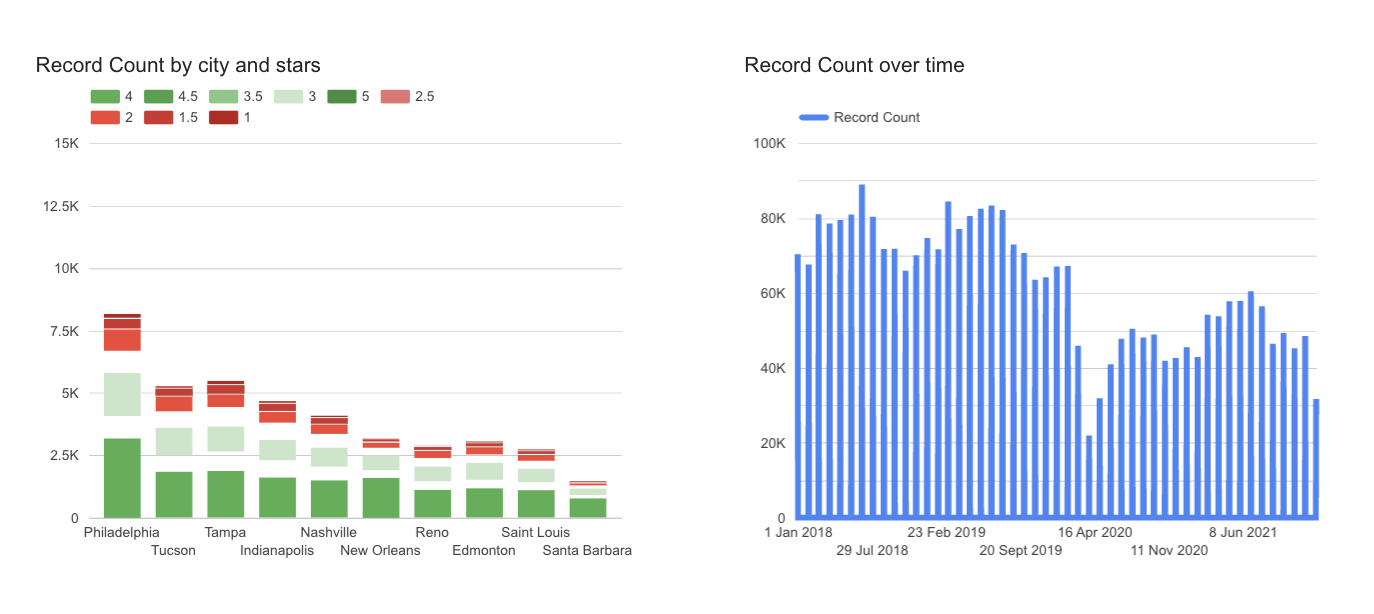 Record Count by city and stars
4 4.5 3.5 3 5 2.5
2 1.5 1
15K
12.5K
10K
7.5K
5K
2.5K
0
Philadelphia Tampa Nashville Reno Saint Louis
Tucson Indianapolis New Orleans Edmonton Santa Barbara
Record Count over time
Record Count
100K
80K
60K
40K
20K
0
1 Jan 2018 23 Feb 2019 16 Apr 2020 8 Jun 2021
29 Jul 2018 20 Sept 2019 11 Nov 2020